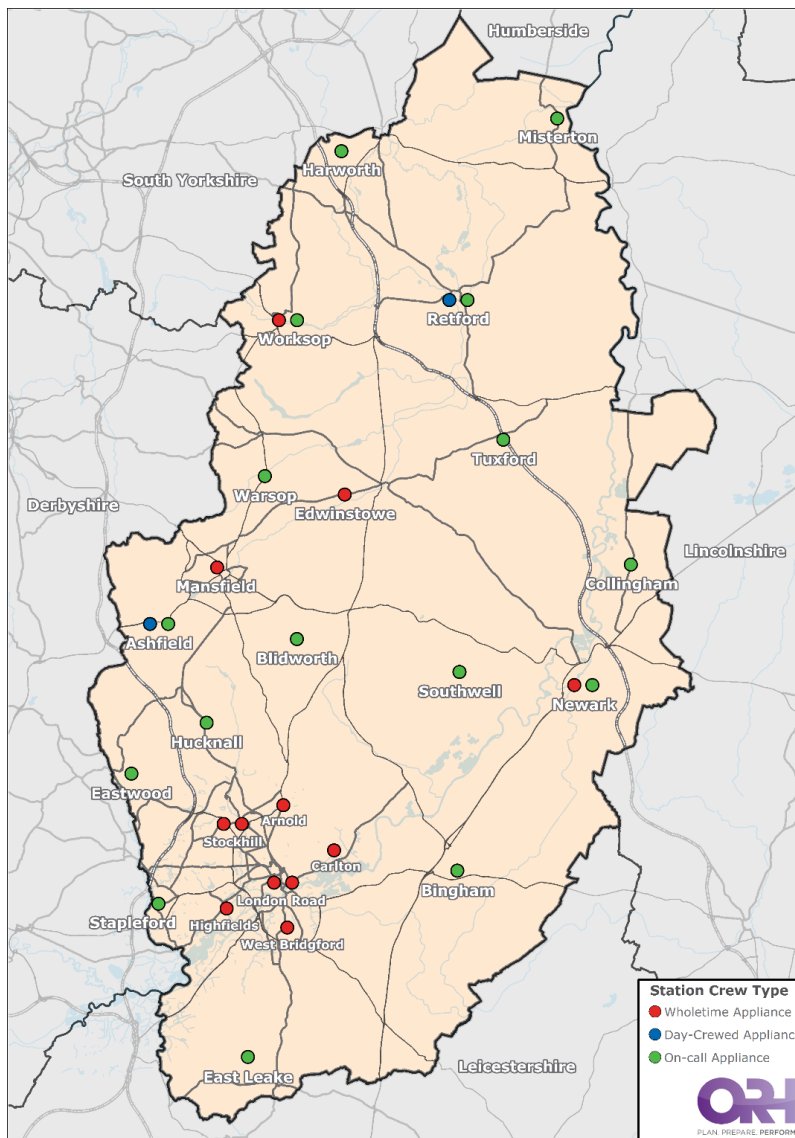 Humberside
Misterton
Harworth
South Yorkshire
Retford
Worksop
Tuxford
Warsop
Derbyshire
Edwinstowe
Lincolnshire
Mansfield
Collingham
Ashfield
Blidworth
Southwell
Newark
Hucknall
Eastwood
Arnold
Stockhill
Carlton
Bingham
London Road
Stapleford
Highfields
West Bridgford
East Leake
Leicestershire
Station Crew Type
Wholetime Appliance
Day-Crewed Applianc
On-call Appliance
ORH
PLAN. PREPARE. PERFORM